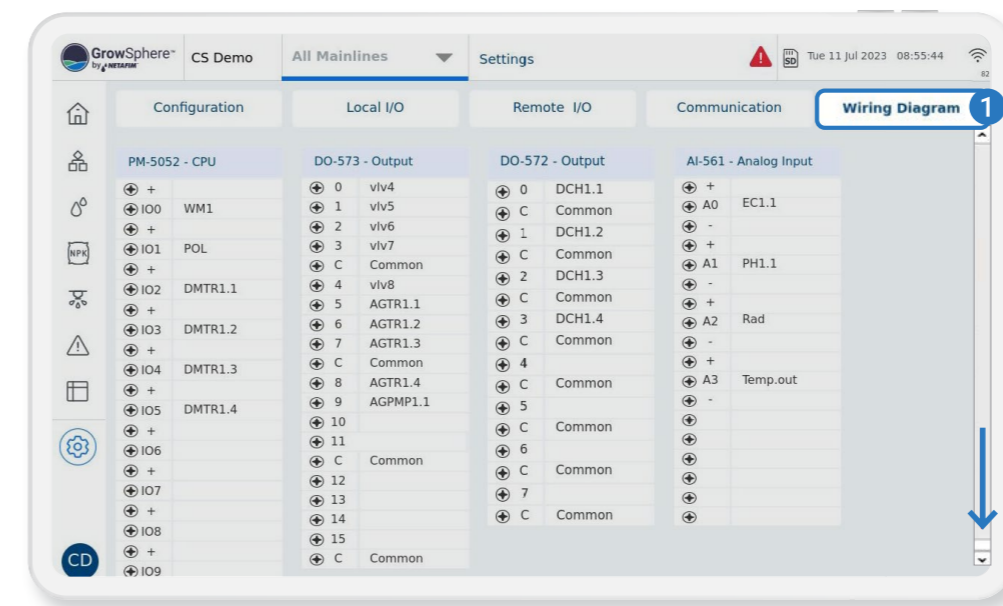 GrowSphere™
by NETAFIM
CS Demo
All Mainlines
Settings
SD
Tue 11 Jul 2023 08:55:44
82
Configuration
Local I/O
Remote I/O
Communication
Wiring Diagram
1
NPK
CD
PM-5052 - CPU
+
IO0 WM1
+
IO1 POL
+
IO2 DMTR1.1
+
IO3 DMTR1.2
+
IO4 DMTR1.3
+
IO5 DMTR1.4
+
IO6
+
IO7
+
IO8
+
IO9
DO-573 - Output
0 vlv4
1 vlv5
2 vlv6
3 vlv7
C Common
4 vlv8
5 AGTR1.1
6 AGTR1.2
7 AGTR1.3
C Common
8 AGTR1.4
9 AGPMP1.1
10
11
C Common
12
13
14
15
C Common
DO-572 - Output
0 DCH1.1
C Common
1 DCH1.2
C Common
2 DCH1.3
C Common
3 DCH1.4
C Common
4
C Common
5
C Common
6
C Common
7
C Common
AI-561 - Analog Input
+
A0 EC1.1
-
+
A1 PH1.1
-
+
A2 Rad
-
+
A3 Temp.out
-